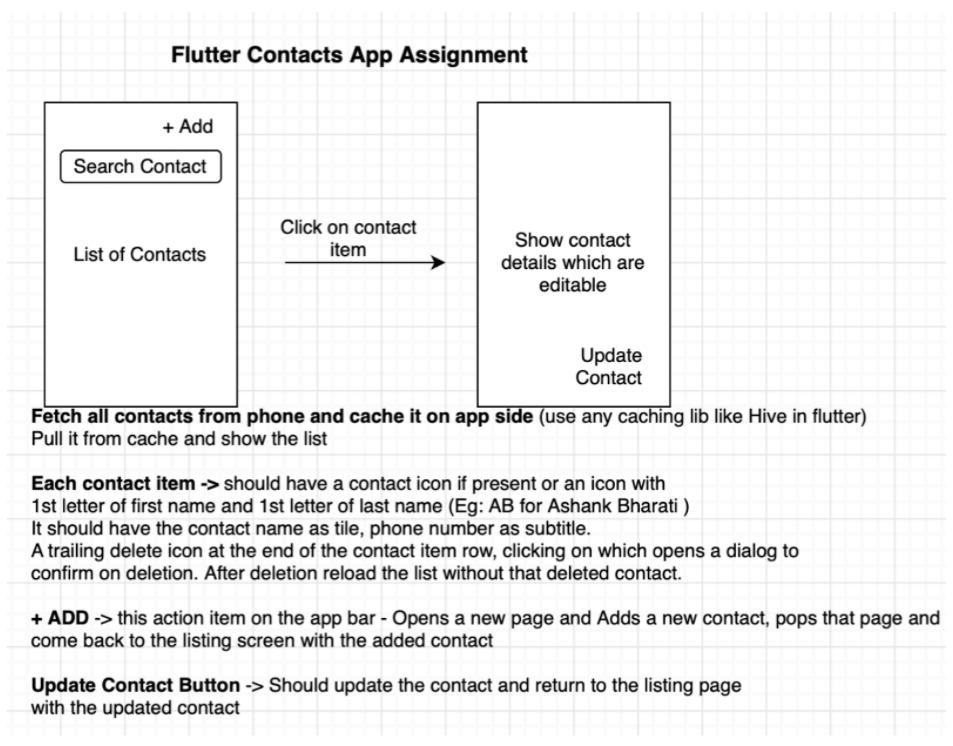 Flutter Contacts App Assignment
+ Add
Search Contact
List of Contacts
Click on contact
item
Show contact
details which are
editable
Update
Contact
Fetch all contacts from phone and cache it on app side (use any caching lib like Hive in flutter)
Pull it from cache and show the list
Each contact item -> should have a contact icon if present or an icon with
1st letter of first name and 1st letter of last name (Eg: AB for Ashank Bharati )
It should have the contact name as tile, phone number as subtitle.
A trailing delete icon at the end of the contact item row, clicking on which opens a dialog to
confirm on deletion. After deletion reload the list without that deleted contact.
+ ADD -> this action item on the app bar - Opens a new page and Adds a new contact, pops that page and
come back to the listing screen with the added contact
Update Contact Button -> Should update the contact and return to the listing page
with the updated contact